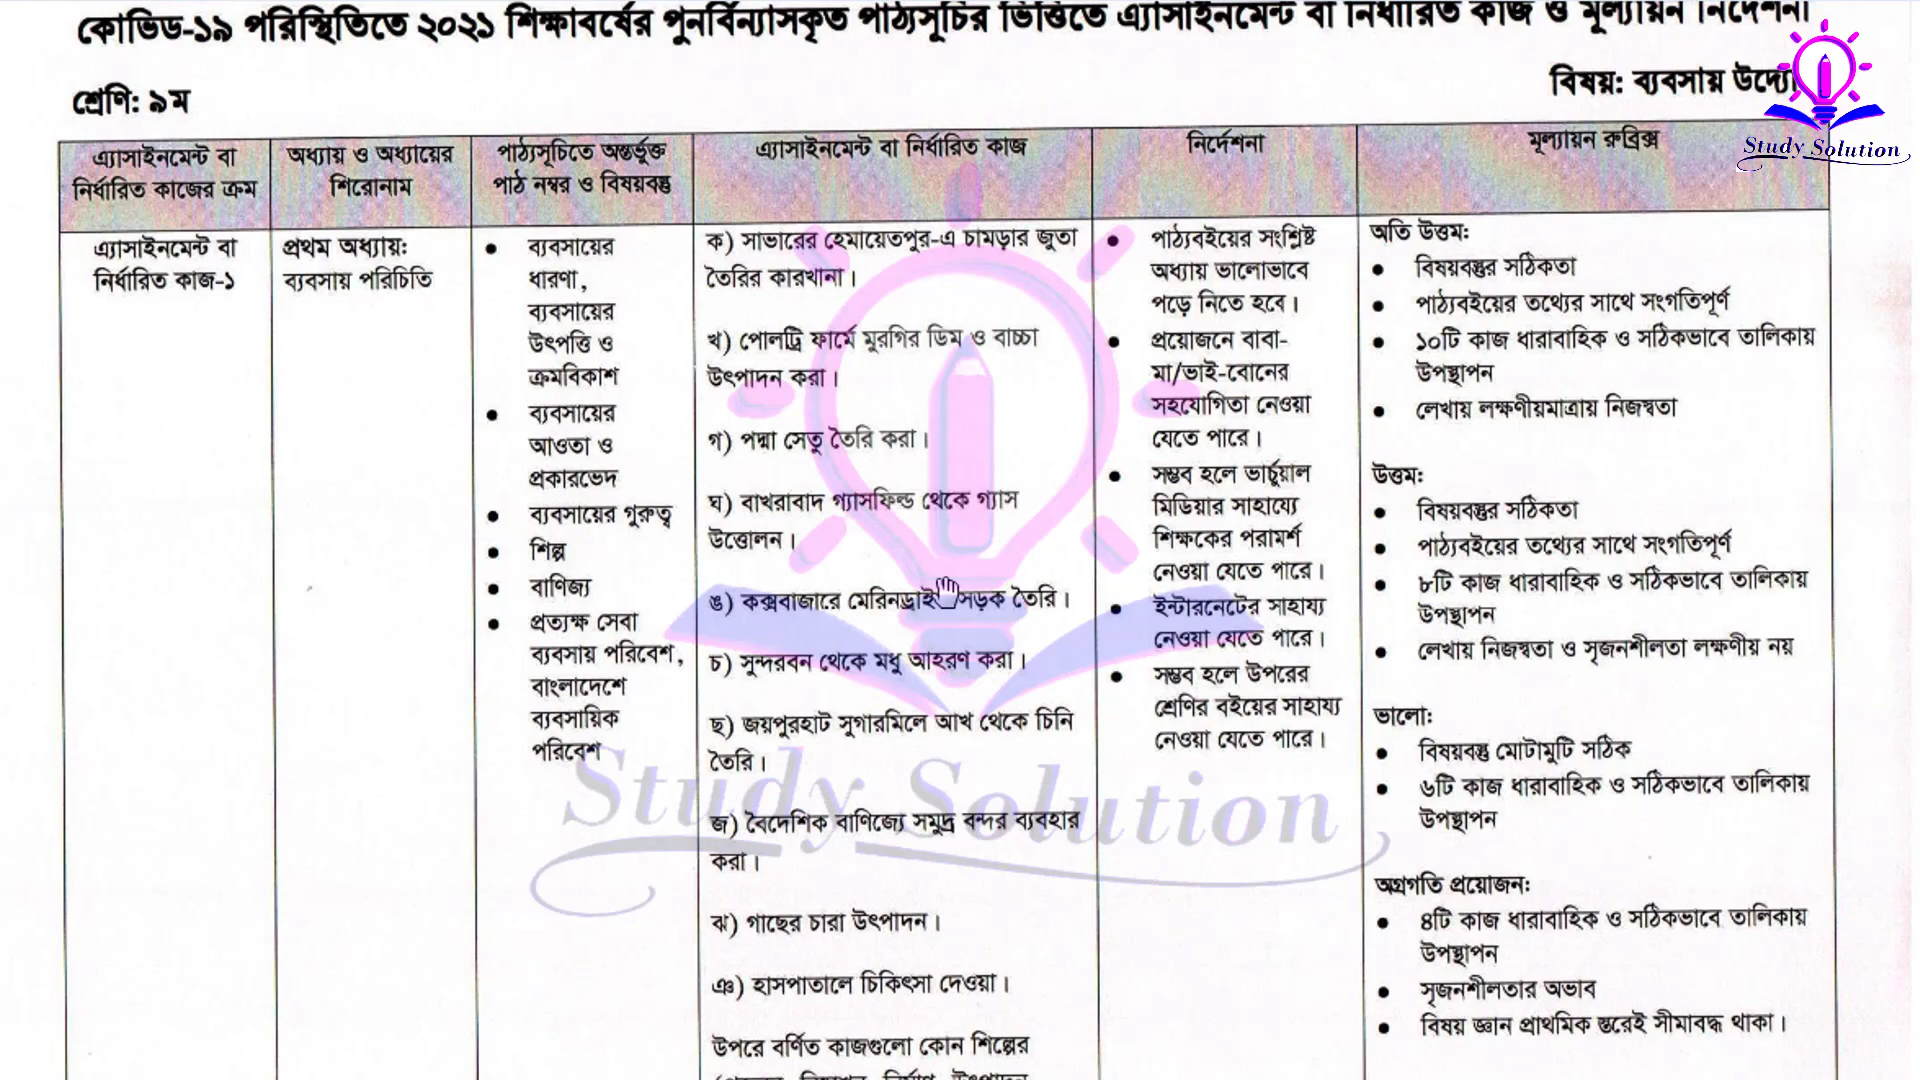 কোভিড-১৯ পরিস্থিতিতে ২০২১ শিক্ষাবর্ষের পুনর্বিন্যাসকৃত পাঠ্যসূচির ভিত্তিতে এ্যাসাইনমেন্ট বা নির্ধারিত কাজ ও মূল্যায়ন নির্দেশনা
শ্রেণি: ৯ম
বিষয়: ব্যবসায় উদ্যো
Study Solution
এ্যাসাইনমেন্ট বা
নির্ধারিত কাজের ক্রম
অধ্যায় ও অধ্যায়ের
শিরোনাম
পাঠ্যসূচিতে অন্তর্ভুক্ত
পাঠ নম্বর ও বিষয়বস্তু
এ্যাসাইনমেন্ট বা নির্ধারিত কাজ
নির্দেশনা
মূল্যায়ন রুব্রিক্স
এ্যাসাইনমেন্ট বা
নির্ধারিত কাজ-১
প্রথম অধ্যায়:
ব্যবসায় পরিচিতি
• ব্যবসায়ের
ধারণা,
ব্যবসায়ের
উৎপত্তি ও
ক্রমবিকাশ
• ব্যবসায়ের
আওতা ও
প্রকারভেদ
• ব্যবসায়ের গুরুত্ব
• শিল্প
• বাণিজ্য
• প্রত্যক্ষ সেবা
ব্যবসায় পরিবেশ,
বাংলাদেশে
ব্যবসায়িক
পরিবেশ
ক) সাভারের হেমায়েতপুর-এ চামড়ার জুতা
তৈরির কারখানা।
খ) পোলট্রি ফার্মে মুরগির ডিম ও বাচ্চা
উৎপাদন করা।
গ) পদ্মা সেতু তৈরি করা।
ঘ) বাখরাবাদ গ্যাসফিল্ড থেকে গ্যাস
উত্তোলন।
ঙ) কক্সবাজারে মেরিনড্রাই সড়ক তৈরি।
চ) সুন্দরবন থেকে মধু আহরণ করা।
ছ) জয়পুরহাট সুগারমিলে আখ থেকে চিনি
তৈরি।
জ) বৈদেশিক বাণিজ্যে সমুদ্র বন্দর ব্যবহার
করা।
ঝ) গাছের চারা উৎপাদন।
ঞ) হাসপাতালে চিকিৎসা দেওয়া।
উপরে বর্ণিত কাজগুলো কোন শিল্পের
• পাঠ্যবইয়ের সংশ্লিষ্ট
অধ্যায় ভালোভাবে
পড়ে নিতে হবে।
• প্রয়োজনে বাবা-
মা/ভাই-বোনের
সহযোগিতা নেওয়া
যেতে পারে।
• সম্ভব হলে ভার্চুয়াল
মিডিয়ার সাহায্যে
শিক্ষকের পরামর্শ
নেওয়া যেতে পারে।
• ইন্টারনেটের সাহায্য
নেওয়া যেতে পারে।
• সম্ভব হলে উপরের
শ্রেণির বইয়ের সাহায্য
নেওয়া যেতে পারে।
অতি উত্তম:
• বিষয়বস্তুর সঠিকতা
• পাঠ্যবইয়ের তথ্যের সাথে সংগতিপূর্ণ
• ১০টি কাজ ধারাবাহিক ও সঠিকভাবে তালিকায়
উপস্থাপন
• লেখায় লক্ষণীয়মাত্রায় নিজস্বতা
উত্তম:
• বিষয়বস্তুর সঠিকতা
• পাঠ্যবইয়ের তথ্যের সাথে সংগতিপূর্ণ
• ৮টি কাজ ধারাবাহিক ও সঠিকভাবে তালিকায়
উপস্থাপন
• লেখায় নিজস্বতা ও সৃজনশীলতা লক্ষণীয় নয়
ভালো:
• বিষয়বস্তু মোটামুটি সঠিক
• ৬টি কাজ ধারাবাহিক ও সঠিকভাবে তালিকায়
উপস্থাপন
অগ্রগতি প্রয়োজন:
• ৪টি কাজ ধারাবাহিক ও সঠিকভাবে তালিকায়
উপস্থাপন
• সৃজনশীলতার অভাব
• বিষয় জ্ঞান প্রাথমিক স্তরেই সীমাবদ্ধ থাকা।
Study Solution